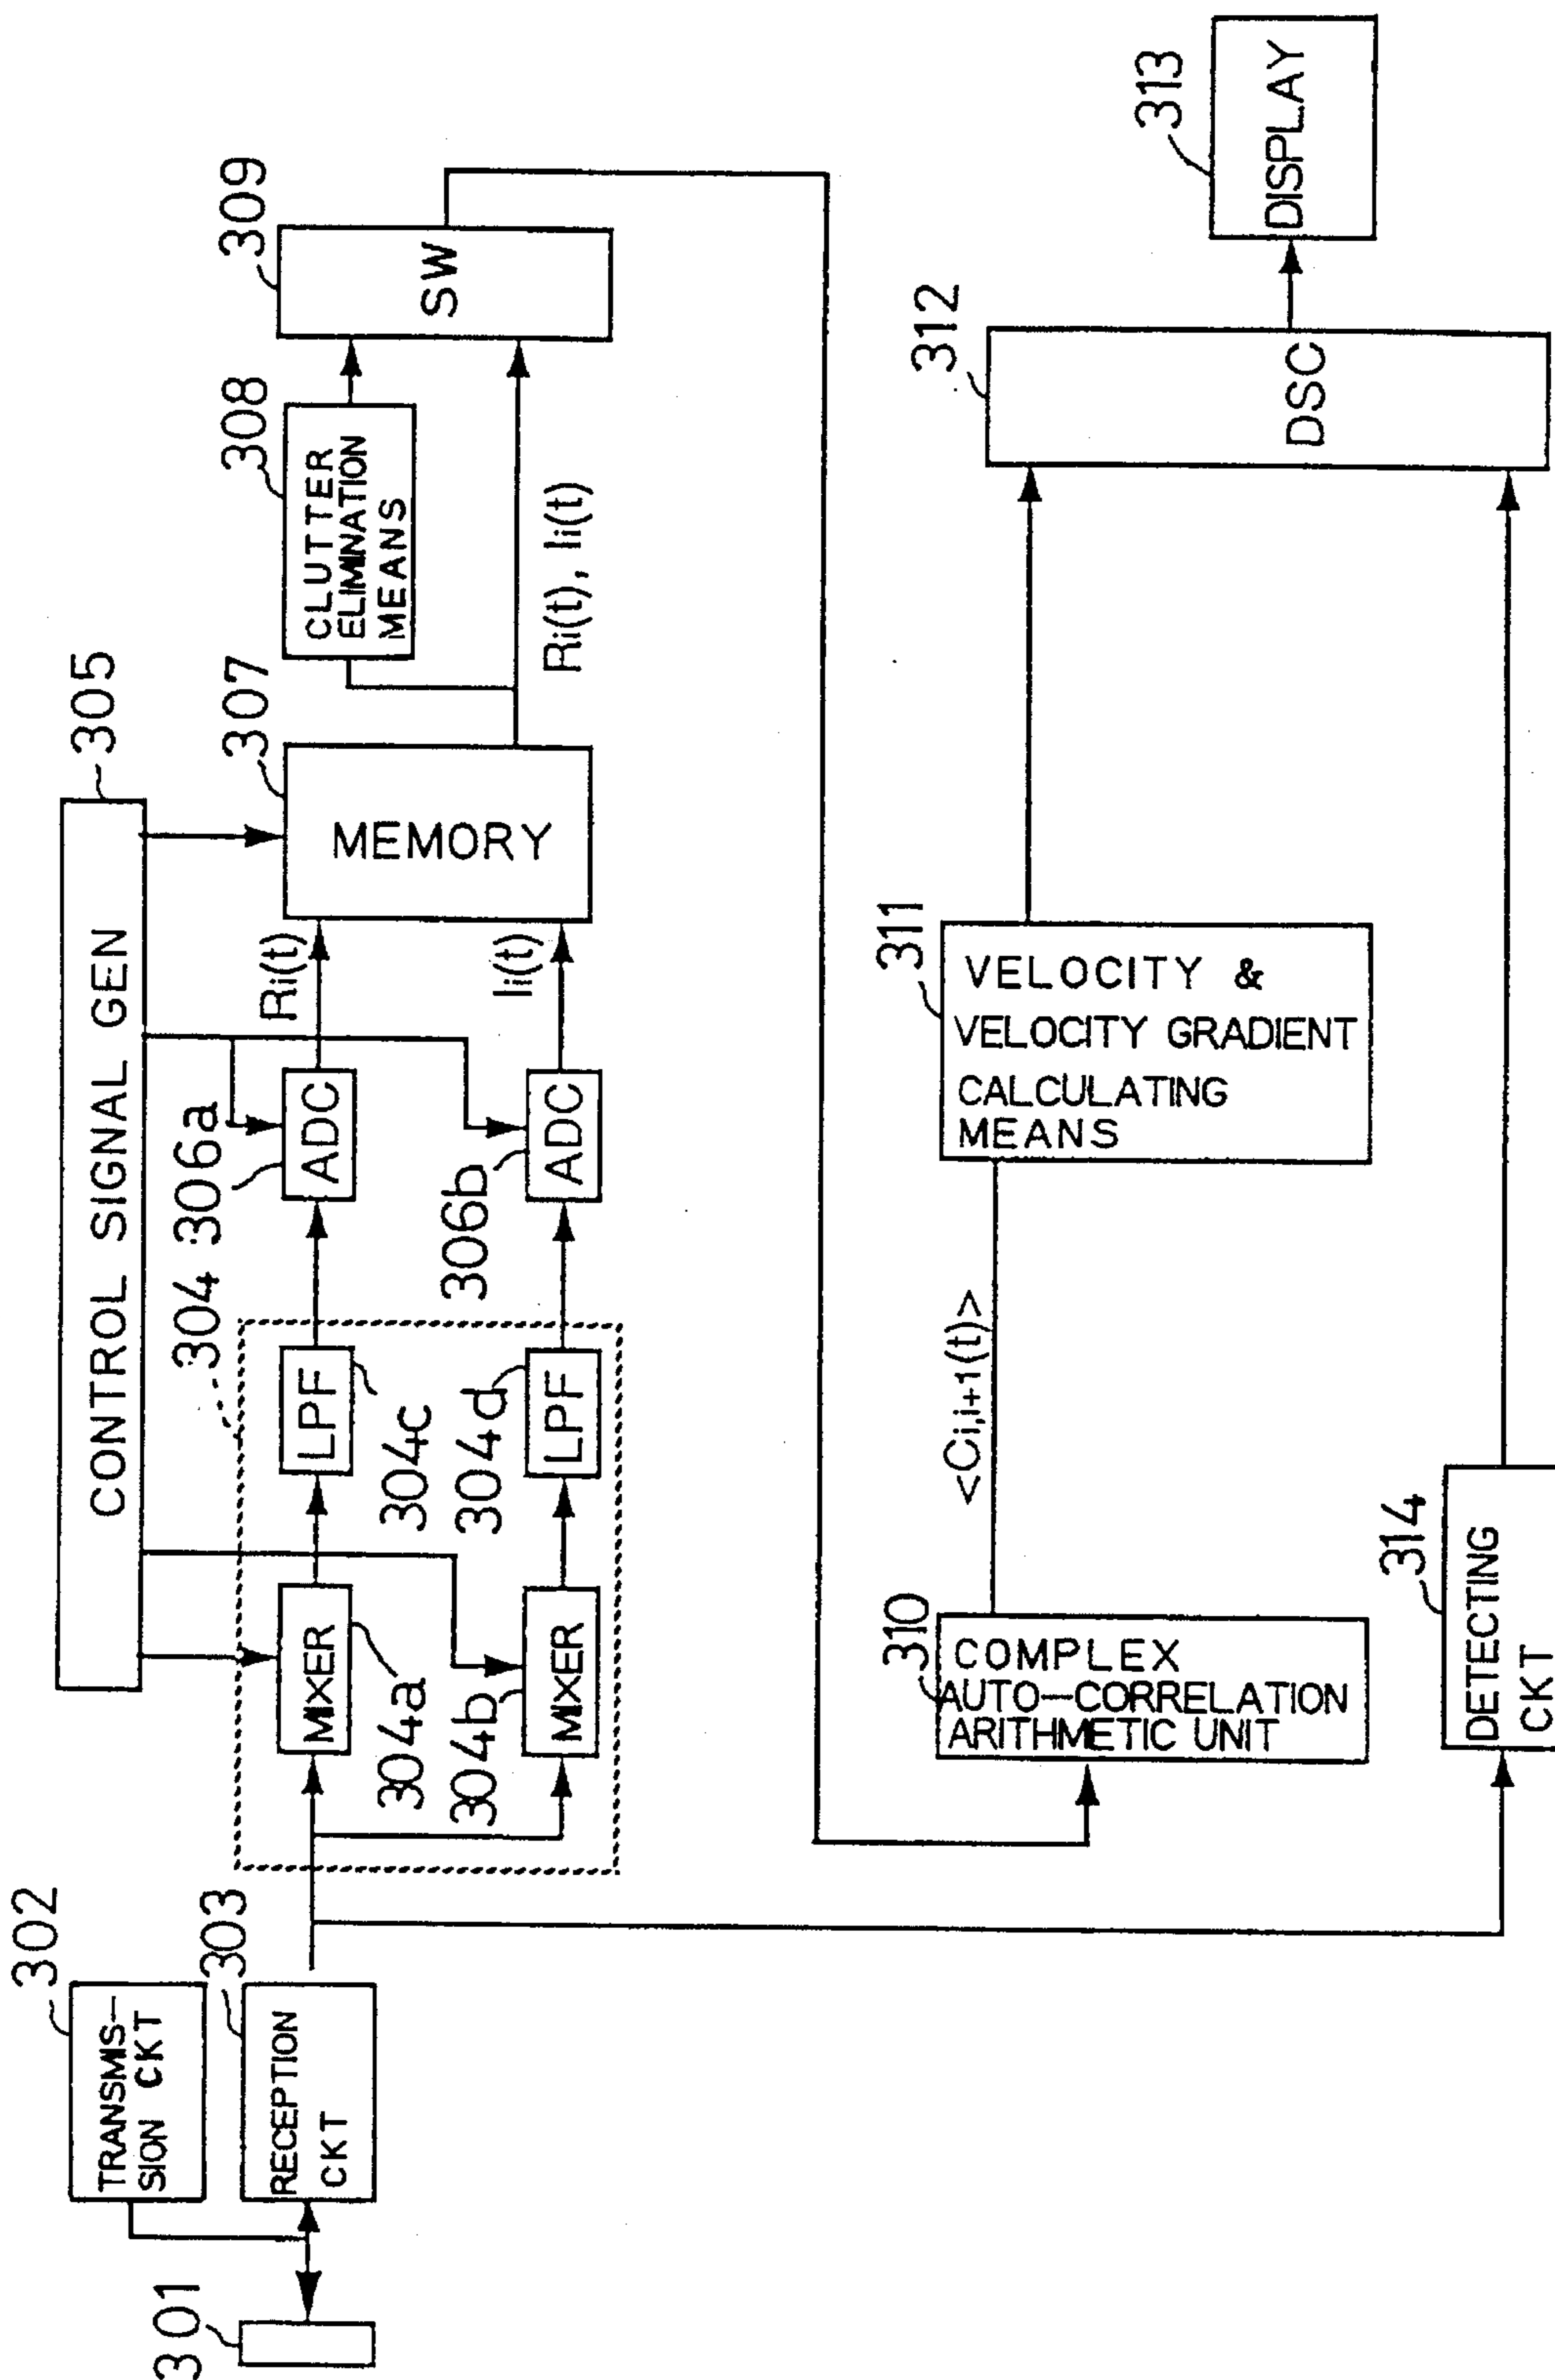 301
302
TRANSMIS-
SION CKT
303
RECEPTION
CKT
304
MIXER
304a
304b
MIXER
LPF
304c
304d
LPF
305
CONTROL SIGNAL GEN
306a
ADC
306b
ADC
Ri(t)
Ii(t)
307
MEMORY
308
CLUTTER
ELIMINATION
MEANS
Ri(t), Ii(t)
309
SW
310
COMPLEX
AUTO-CORRELATION
ARITHMETIC UNIT
<Ci,i+1(t)>
311
VELOCITY &
VELOCITY GRADIENT
CALCULATING
MEANS
312
DSC
313
DISPLAY
314
DETECTING
CKT